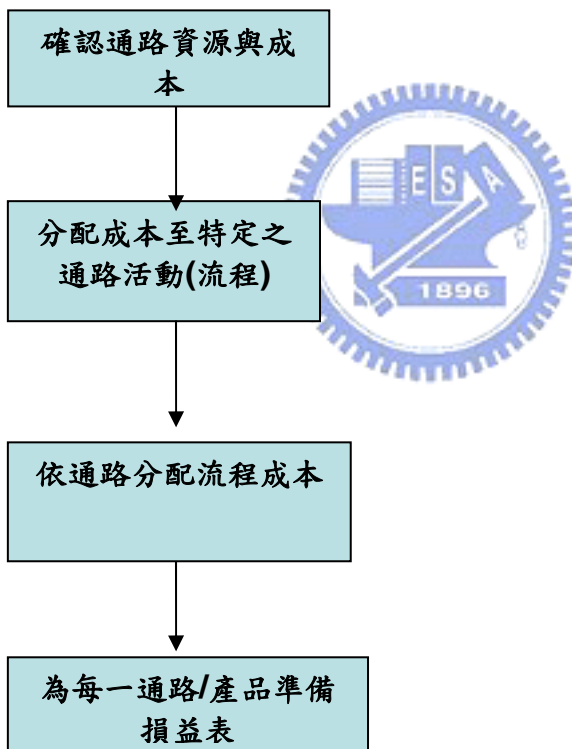 確認通路資源與成
本
E S A
分配成本至特定之
通路活動(流程)
1896
依通路分配流程成本
為每一通路/產品準備
損益表